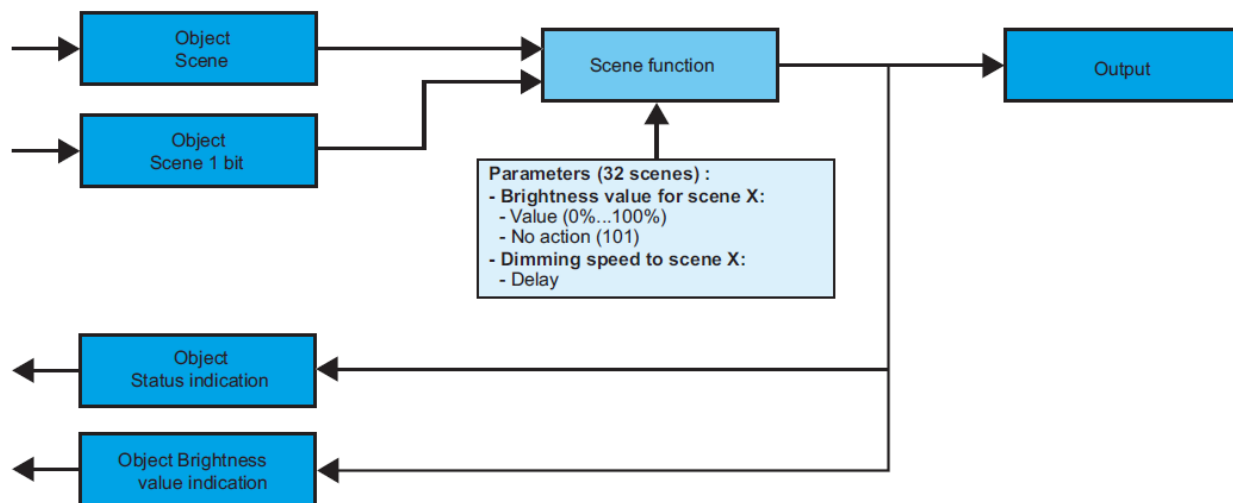 Object
Scene
Scene function
Output
Object
Scene 1 bit
Parameters (32 scenes) :
- Brightness value for scene X:
- Value (0%...100%)
- No action (101)
- Dimming speed to scene X:
- Delay
Object
Status indication
Object Brightness
value indication